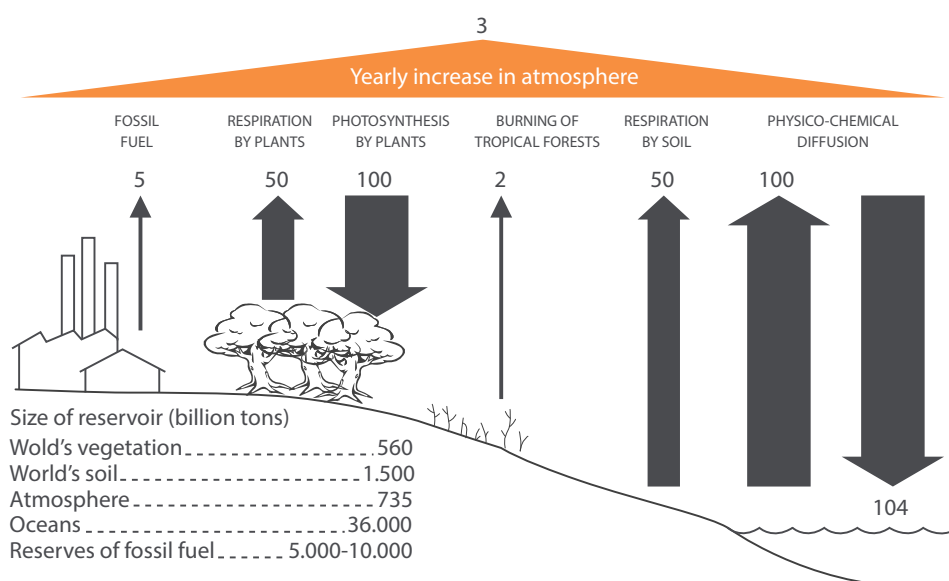 3
Yearly increase in atmosphere
FOSSIL
FUEL
5
RESPIRATION
BY PLANTS
50
PHOTOSYNTHESIS
BY PLANTS
100
BURNING OF
TROPICAL FORESTS
2
RESPIRATION
BY SOIL
50
PHYSICO-CHEMICAL
DIFFUSION
100
104
Size of reservoir (billion tons)
Wold's vegetation 560
World's soil 1.500
Atmosphere 735
Oceans 36.000
Reserves of fossil fuel 5.000-10.000